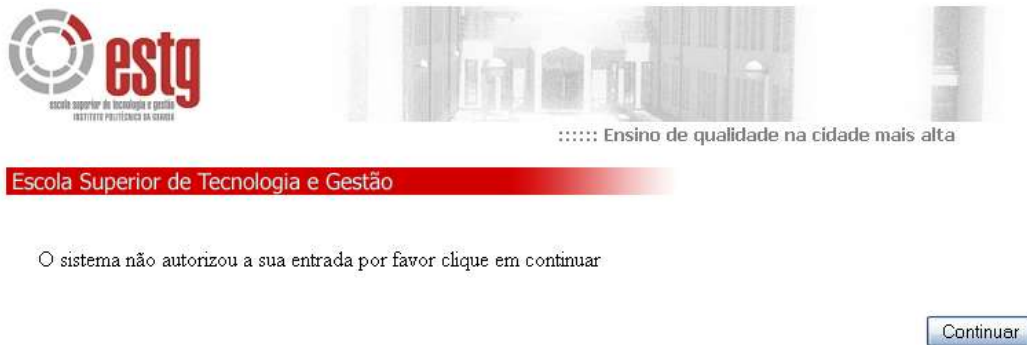 estg
escola superior de tecnologia e gestão
INSTITUTO POLITÉCNICO DA GUARDA
:::::: Ensino de qualidade na cidade mais alta
Escola Superior de Tecnologia e Gestão
O sistema não autorizou a sua entrada por favor clique em continuar
Continuar